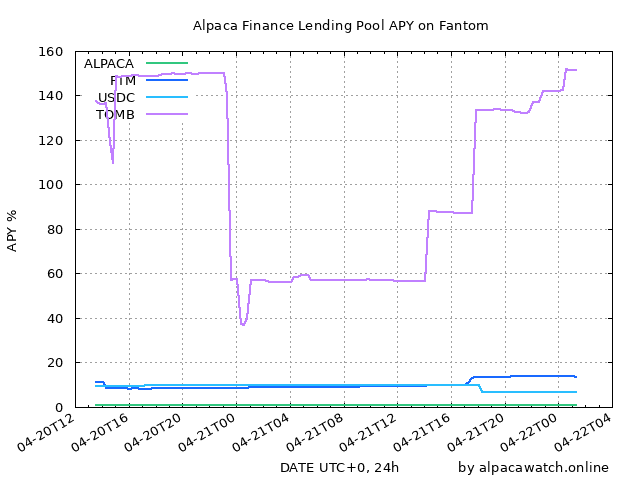 Alpaca Finance Lending Pool APY on Fantom
160
140
120
100
80
60
40
20
0
APY %
ALPACA
FTM
USDC
TOMB
04-20T12
04-20T16
04-20T20
04-21T00
04-21T04
04-21T08
04-21T12
04-21T16
04-21T20
04-22T00
04-22T04
DATE UTC+0, 24h
by alpacawatch.online